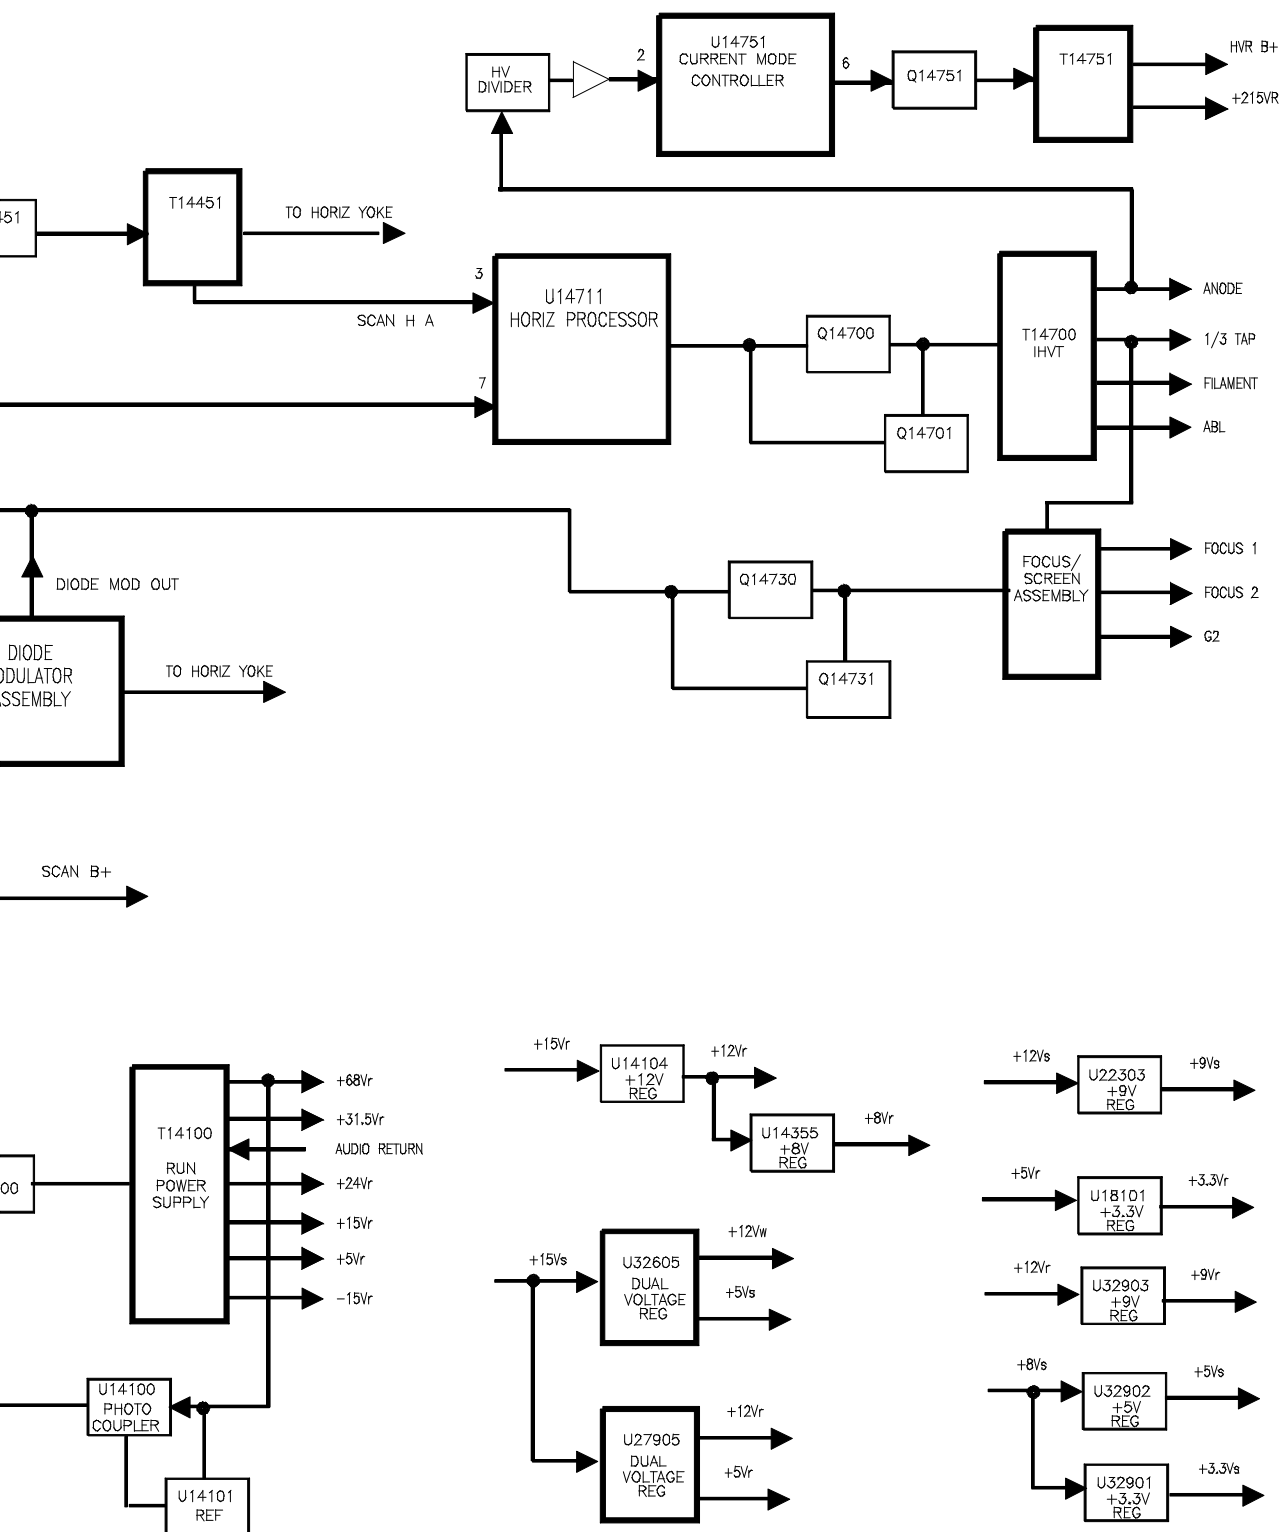 U14751
CURRENT MODE
CONTROLLER
2
6
HV
DIVIDER
Q14751
T14751
HVR B+
+215VR
451
T14451
TO HORIZ YOKE
3
SCAN H A
U14711
HORIZ PROCESSOR
7
Q14700
Q14701
T14700
IHVT
ANODE
1/3 TAP
FILAMENT
ABL
DIODE MOD OUT
Q14730
Q14731
FOCUS/
SCREEN
ASSEMBLY
FOCUS 1
FOCUS 2
G2
DIODE
ODULATOR
SSEMBLY
TO HORIZ YOKE
SCAN B+
00
T14100
RUN
POWER
SUPPLY
+68Vr
+31.5Vr
AUDIO RETURN
+24Vr
+15Vr
+5Vr
-15Vr
U14100
PHOTO
COUPLER
U14101
REF
+15Vr
U14104
+12V
REG
+12Vr
U14355
+8V
REG
+8Vr
+15Vs
U32605
DUAL
VOLTAGE
REG
+12Vw
+5Vs
U27905
DUAL
VOLTAGE
REG
+12Vr
+5Vr
+12Vs
U22303
+9V
REG
+9Vs
+5Vr
U18101
+3.3V
REG
+3.3Vr
+12Vr
U32903
+9V
REG
+9Vr
+8Vs
U32902
+5V
REG
+5Vs
U32901
+3.3V
REG
+3.3Vs